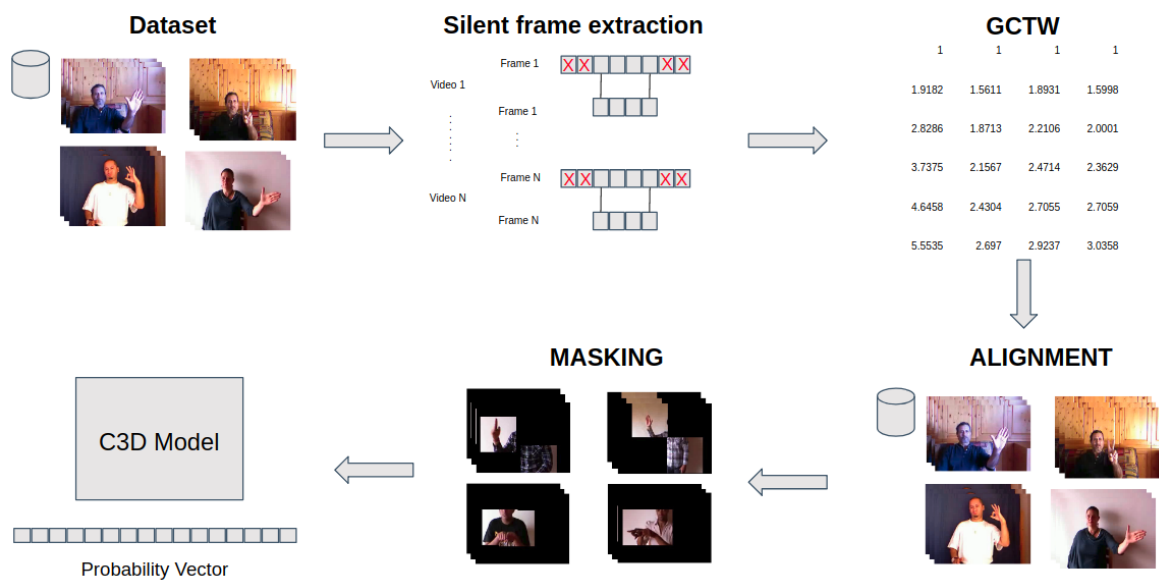 Dataset
Silent frame extraction
Frame 1
X X X X
Video 1
Frame 1
Frame N
X X X X
Video N
Frame N
GCTW
1 1 1 1
1.9182 1.5611 1.8931 1.5998
2.8286 1.8713 2.2106 2.0001
3.7375 2.1567 2.4714 2.3629
4.6458 2.4304 2.7055 2.7059
5.5535 2.697 2.9237 3.0358
ALIGNMENT
MASKING
C3D Model
Probability Vector